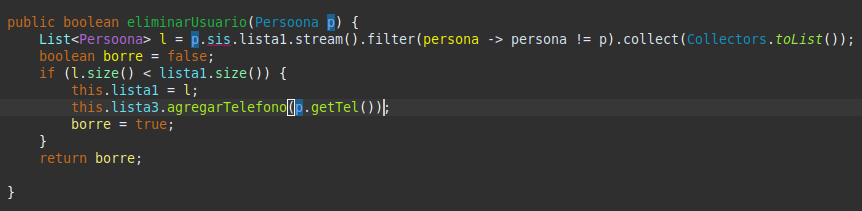 public boolean eliminarUsuario(Persoona p) {
List<Persoona> l = p.sis.lista1.stream().filter(persona -> persona != p).collect(Collectors.toList());
boolean borre = false;
if (l.size() < lista1.size()) {
this.lista1 = l;
this.lista3.agregarTelefono(p.getTel());
borre = true;
}
return borre;
}